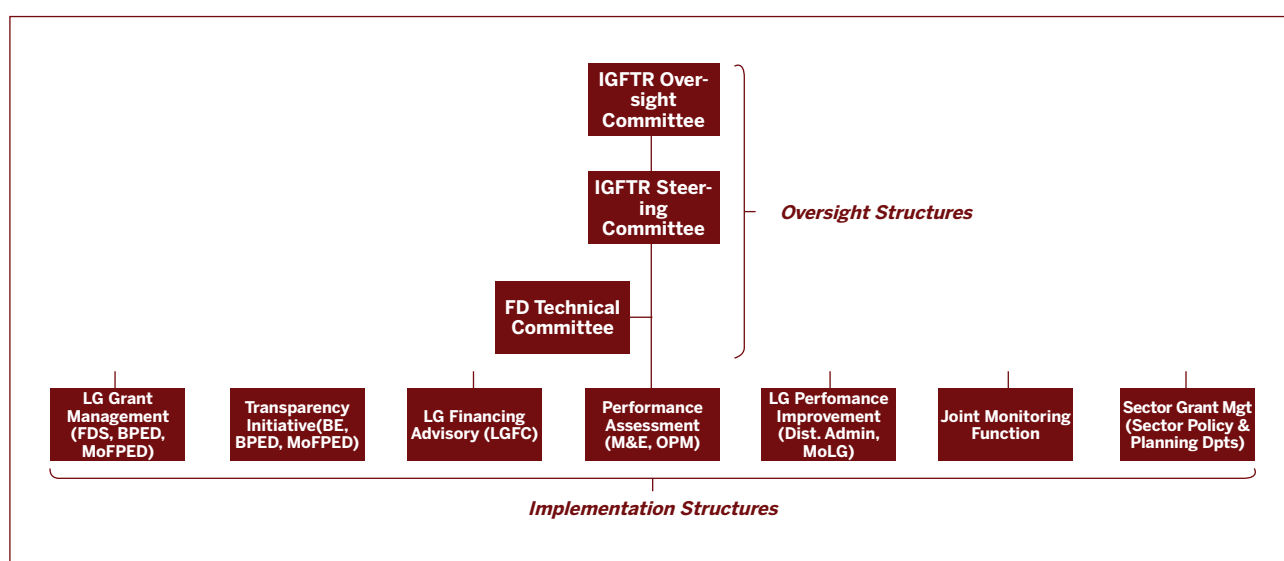 IGFTR Over-
sight
Committee
IGFTR Steer-
ing
Committee
Oversight Structures
FD Technical
Committee
LG Grant
Management
(FDS, BPED,
MoFPED)
Transparency
Initiative(BE,
BPED, MoFPED)
LG Financing
Advisory (LGFC)
Performance
Assessment
(M&E, OPM)
LG Perfomance
Improvement
(Dist. Admin,
MoLG)
Joint Monitoring
Function
Sector Grant Mgt
(Sector Policy &
Planning Dpts)
Implementation Structures